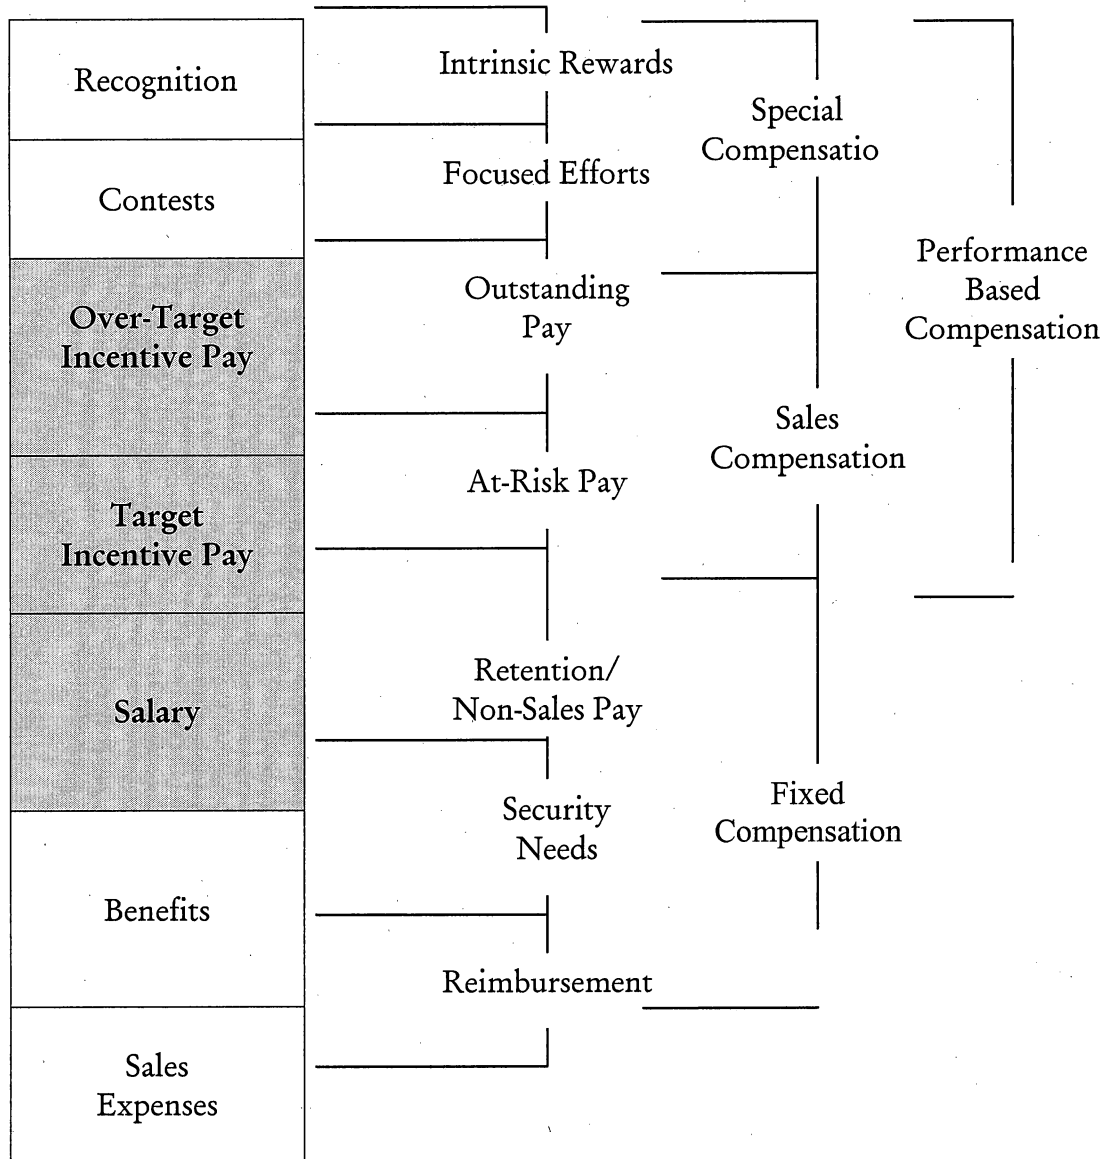 Recognition
Contests
Over-Target
Incentive Pay
Target
Incentive Pay
Salary
Benefits
Sales
Expenses
Intrinsic Rewards
Focused Efforts
Outstanding
Pay
At-Risk Pay
Retention/
Non-Sales Pay
Security
Needs
Reimbursement
Special
Compensatio
Sales
Compensation
Fixed
Compensation
Performance
Based
Compensation